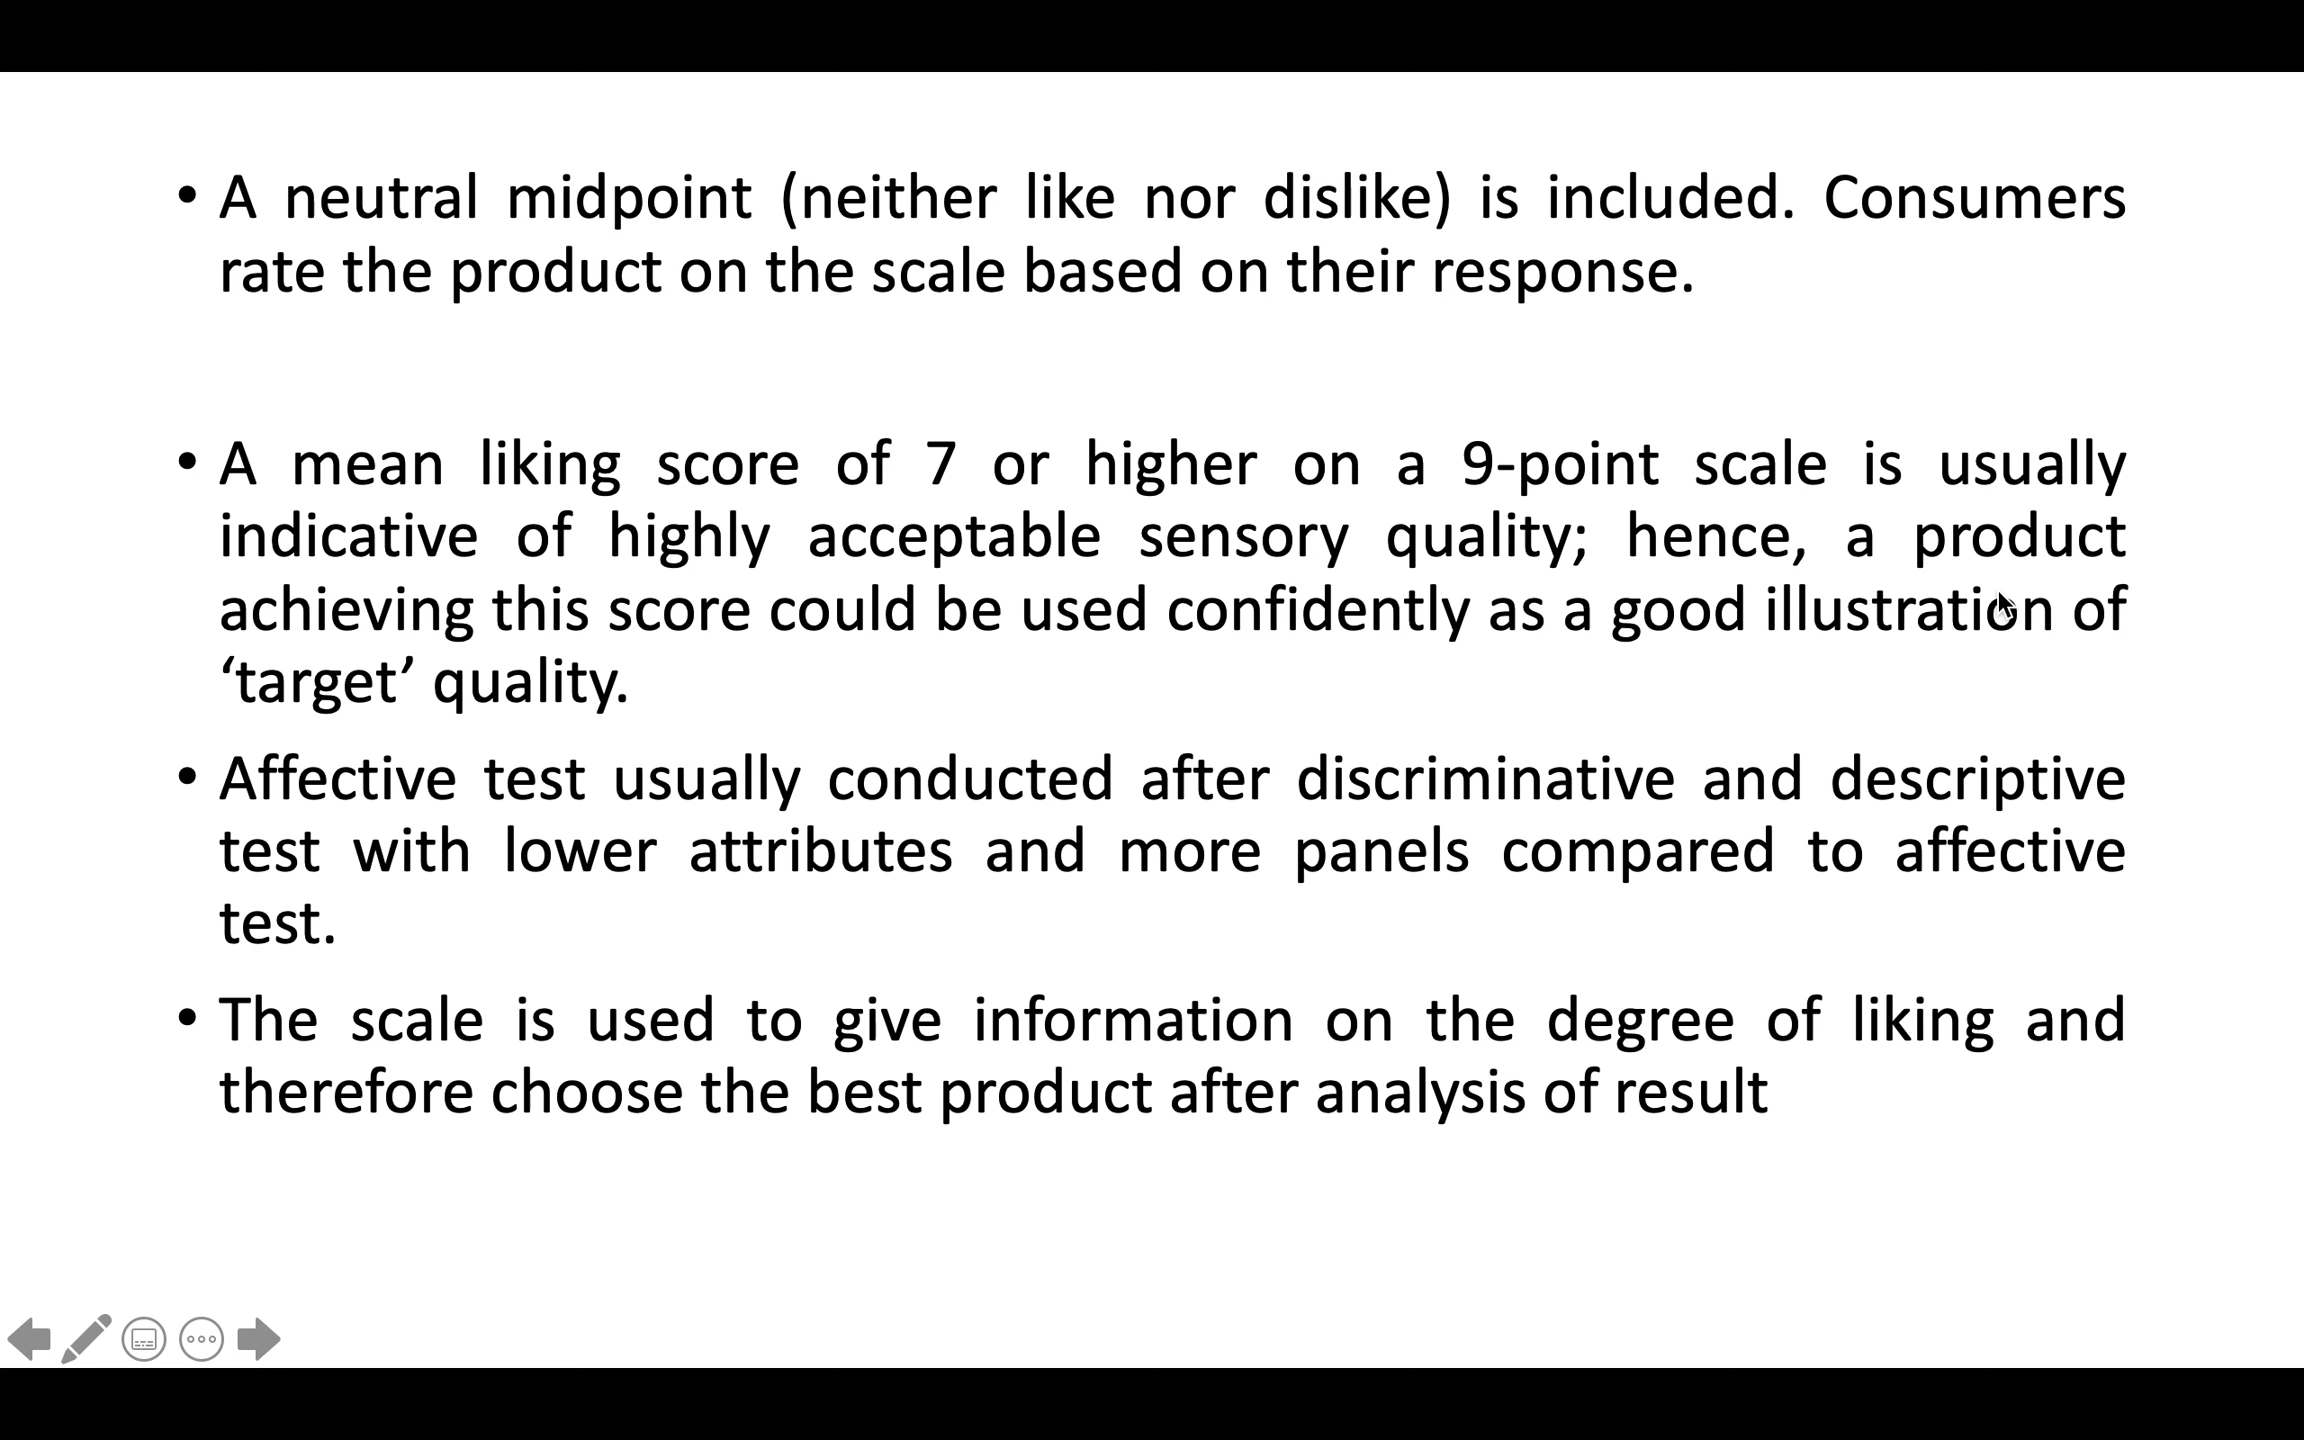 • A neutral midpoint (neither like nor dislike) is included. Consumers
rate the product on the scale based on their response.
• A mean liking score of 7 or higher on a 9-point scale is usually
indicative of highly acceptable sensory quality; hence, a product
achieving this score could be used confidently as a good illustration of
‘target’ quality.
• Affective test usually conducted after discriminative and descriptive
test with lower attributes and more panels compared to affective
test.
• The scale is used to give information on the degree of liking and
therefore choose the best product after analysis of result